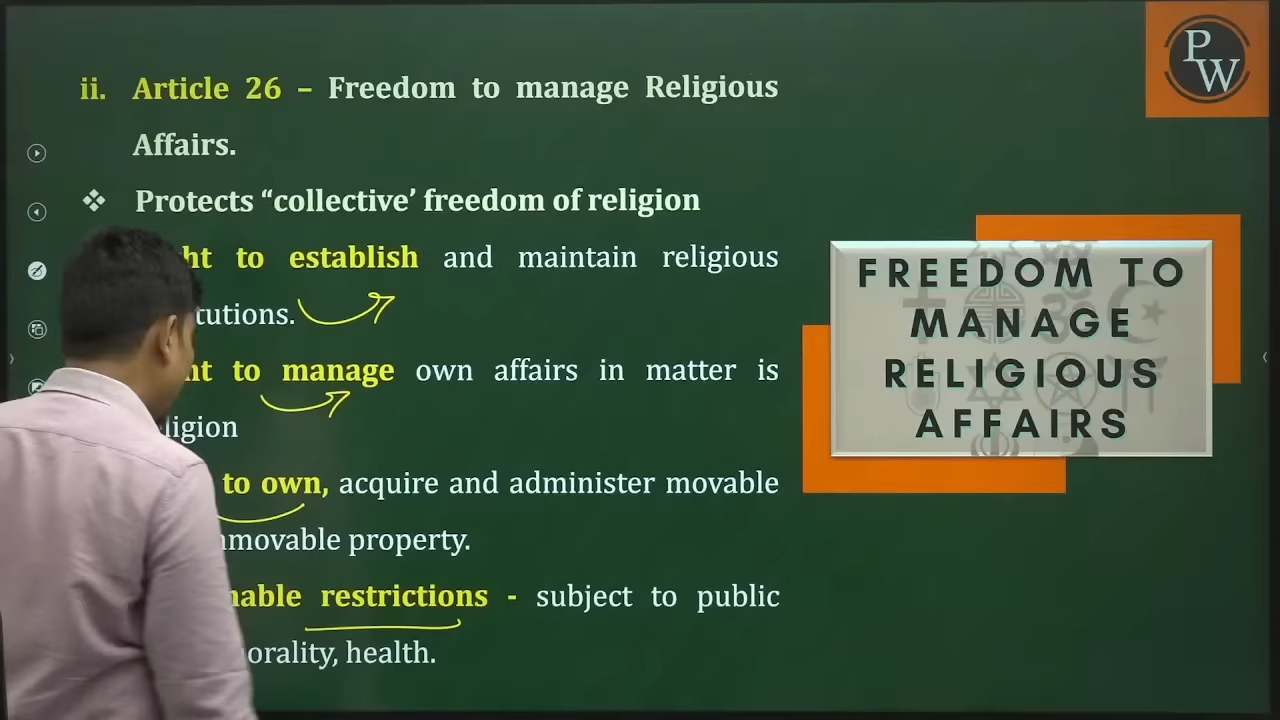 ii. Article 26 – Freedom to manage Religious
Affairs.
❖ Protects “collective’ freedom of religion
ht to establish and maintain religious
tutions.
ht to manage own affairs in matter is
ligion
to own, acquire and administer movable
mmovable property.
nable restrictions - subject to public
orality, health.
PW
FREEDOM TO
MANAGE
RELIGIOUS
AFFAIRS